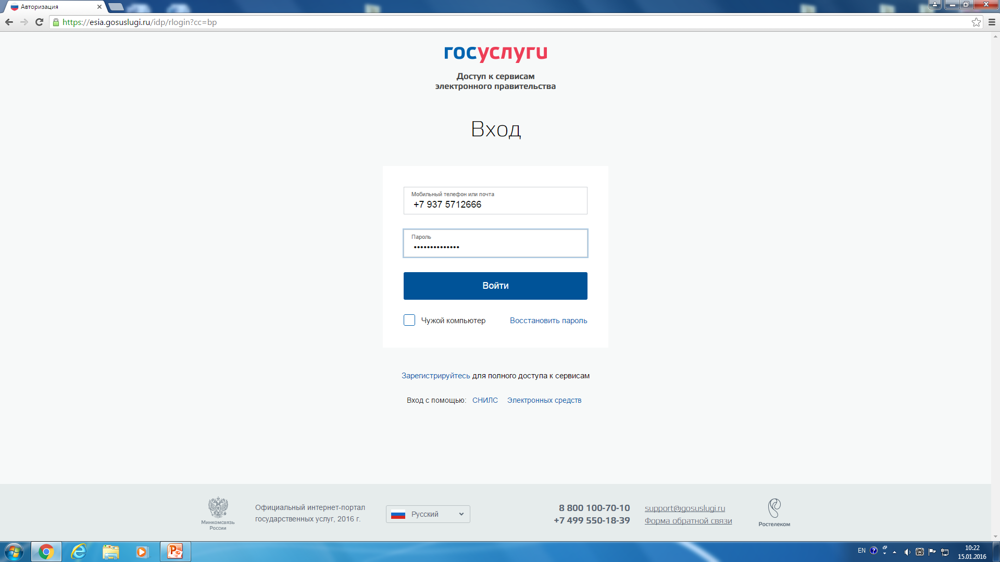 Авторизация
https://esia.gosuslugi.ru/idp/rlogin?cc=bp
госуслуги
Доступ к сервисам
электронного правительства
Вход
Мобильный телефон или почта
+7 937 5712666
Пароль
••••••••••••••
Войти
Чужой компьютер
Восстановить пароль
Зарегистрируйтесь для полного доступа к сервисам
Вход с помощью: СНИЛС Электронных средств
Минкомсвязь
России
Официальный интернет-портал
государственных услуг, 2016 г.
Русский
8 800 100-70-10
+7 499 550-18-39
support@gosuslugi.ru
Форма обратной связи
Ростелеком
EN
10:22
15.01.2016